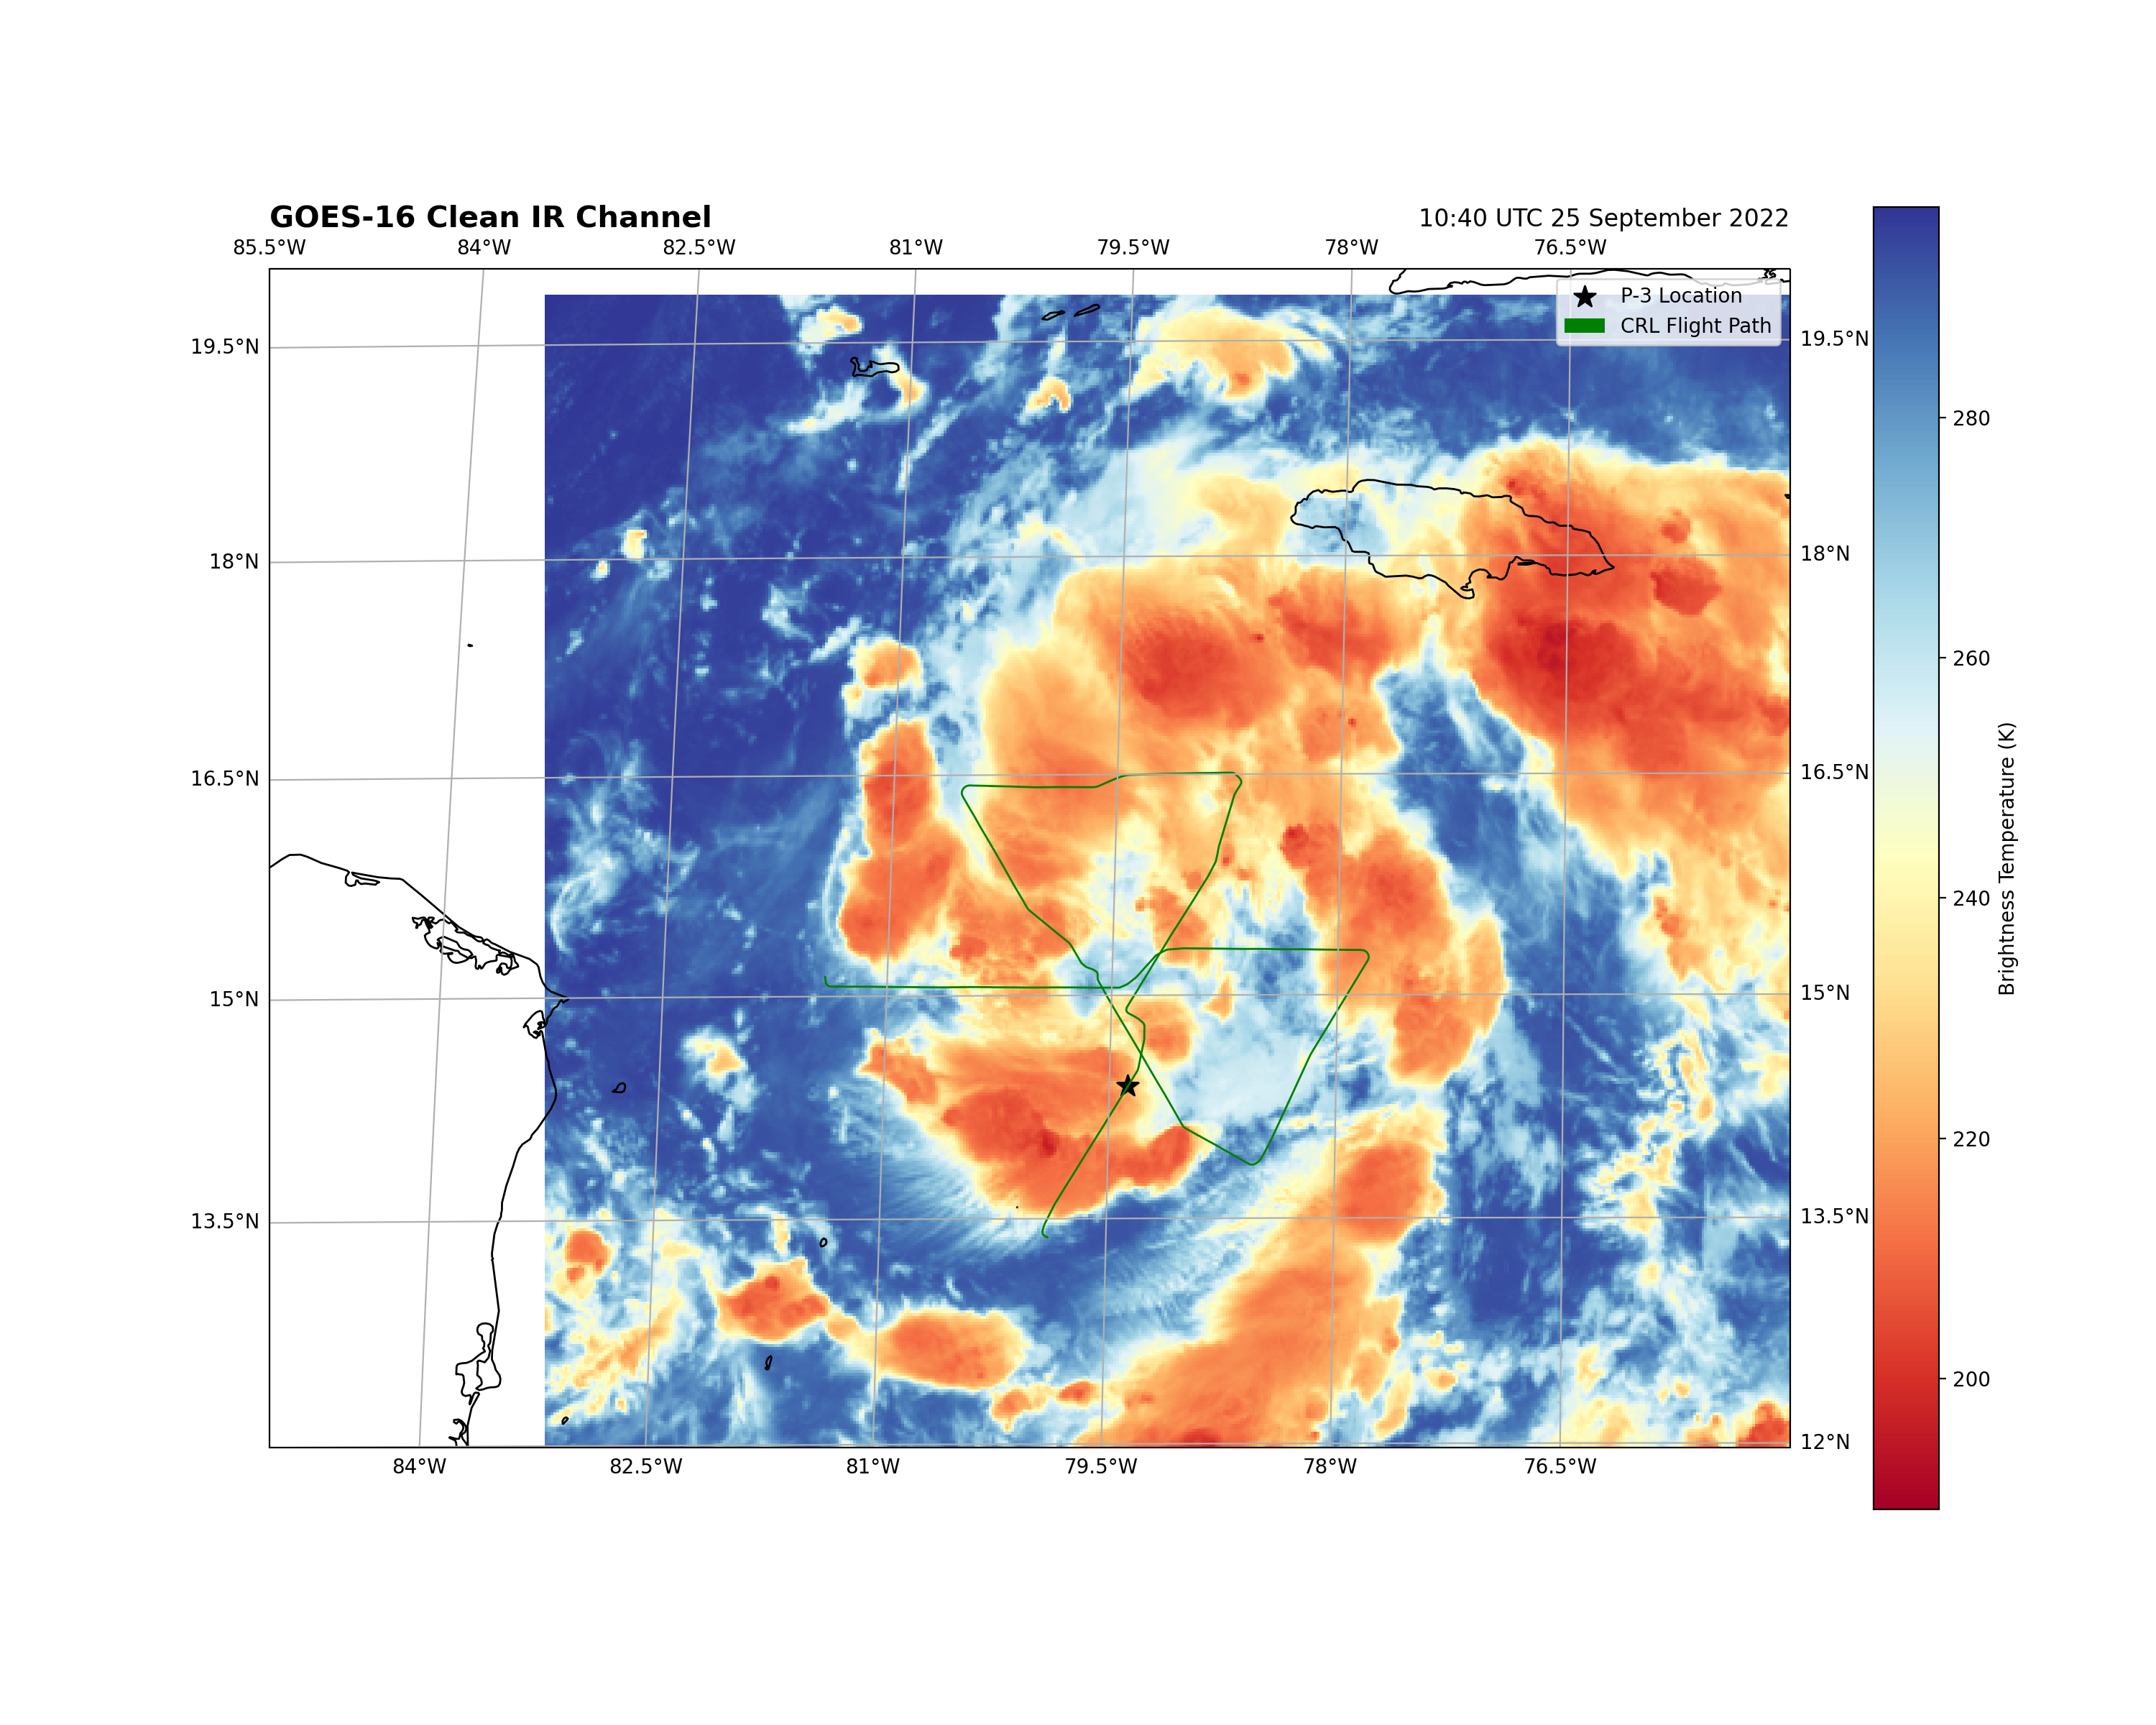 GOES-16 Clean IR Channel
10:40 UTC 25 September 2022
85.5°W 84°W 82.5°W 81°W 79.5°W 78°W 76.5°W
P-3 Location
CRL Flight Path
19.5°N 19.5°N
18°N 18°N
16.5°N 16.5°N
15°N 15°N
13.5°N 13.5°N
12°N
84°W 82.5°W 81°W 79.5°W 78°W 76.5°W
280
260
240
220
200
Brightness Temperature (K)